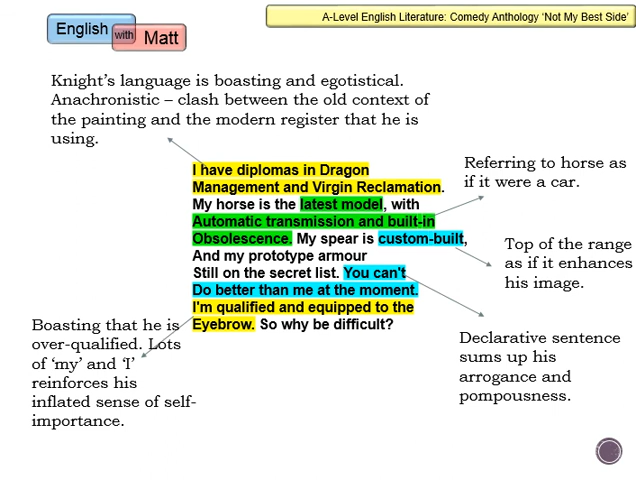 English with Matt
A-Level English Literature: Comedy Anthology 'Not My Best Side'
Knight's language is boasting and egotistical.
Anachronistic – clash between the old context of
the painting and the modern register that he is
using.
I have diplomas in Dragon
Management and Virgin Reclamation.
My horse is the latest model, with
Automatic transmission and built-in
Obsolescence. My spear is custom-built,
And my prototype armour
Still on the secret list. You can't
Do better than me at the moment.
I'm qualified and equipped to the
Eyebrow. So why be difficult?
Referring to horse as
if it were a car.
Top of the range
as if it enhances
his image.
Declarative sentence
sums up his
arrogance and
pompousness.
Boasting that he is
over-qualified. Lots
of 'my' and 'I'
reinforces his
inflated sense of self-
importance.